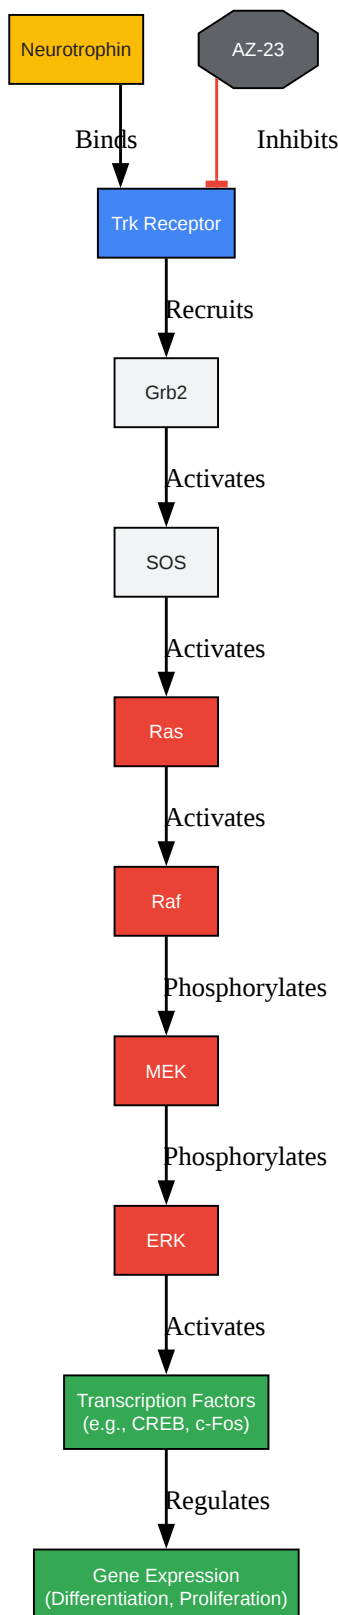 Neurotrophin
AZ-23
Binds
Inhibits
Trk Receptor
Recruits
Grb2
Activates
SOS
Activates
Ras
Activates
Raf
Phosphorylates
MEK
Phosphorylates
ERK
Activates
Transcription Factors
(e.g., CREB, c-Fos)
Regulates
Gene Expression
(Differentiation, Proliferation)